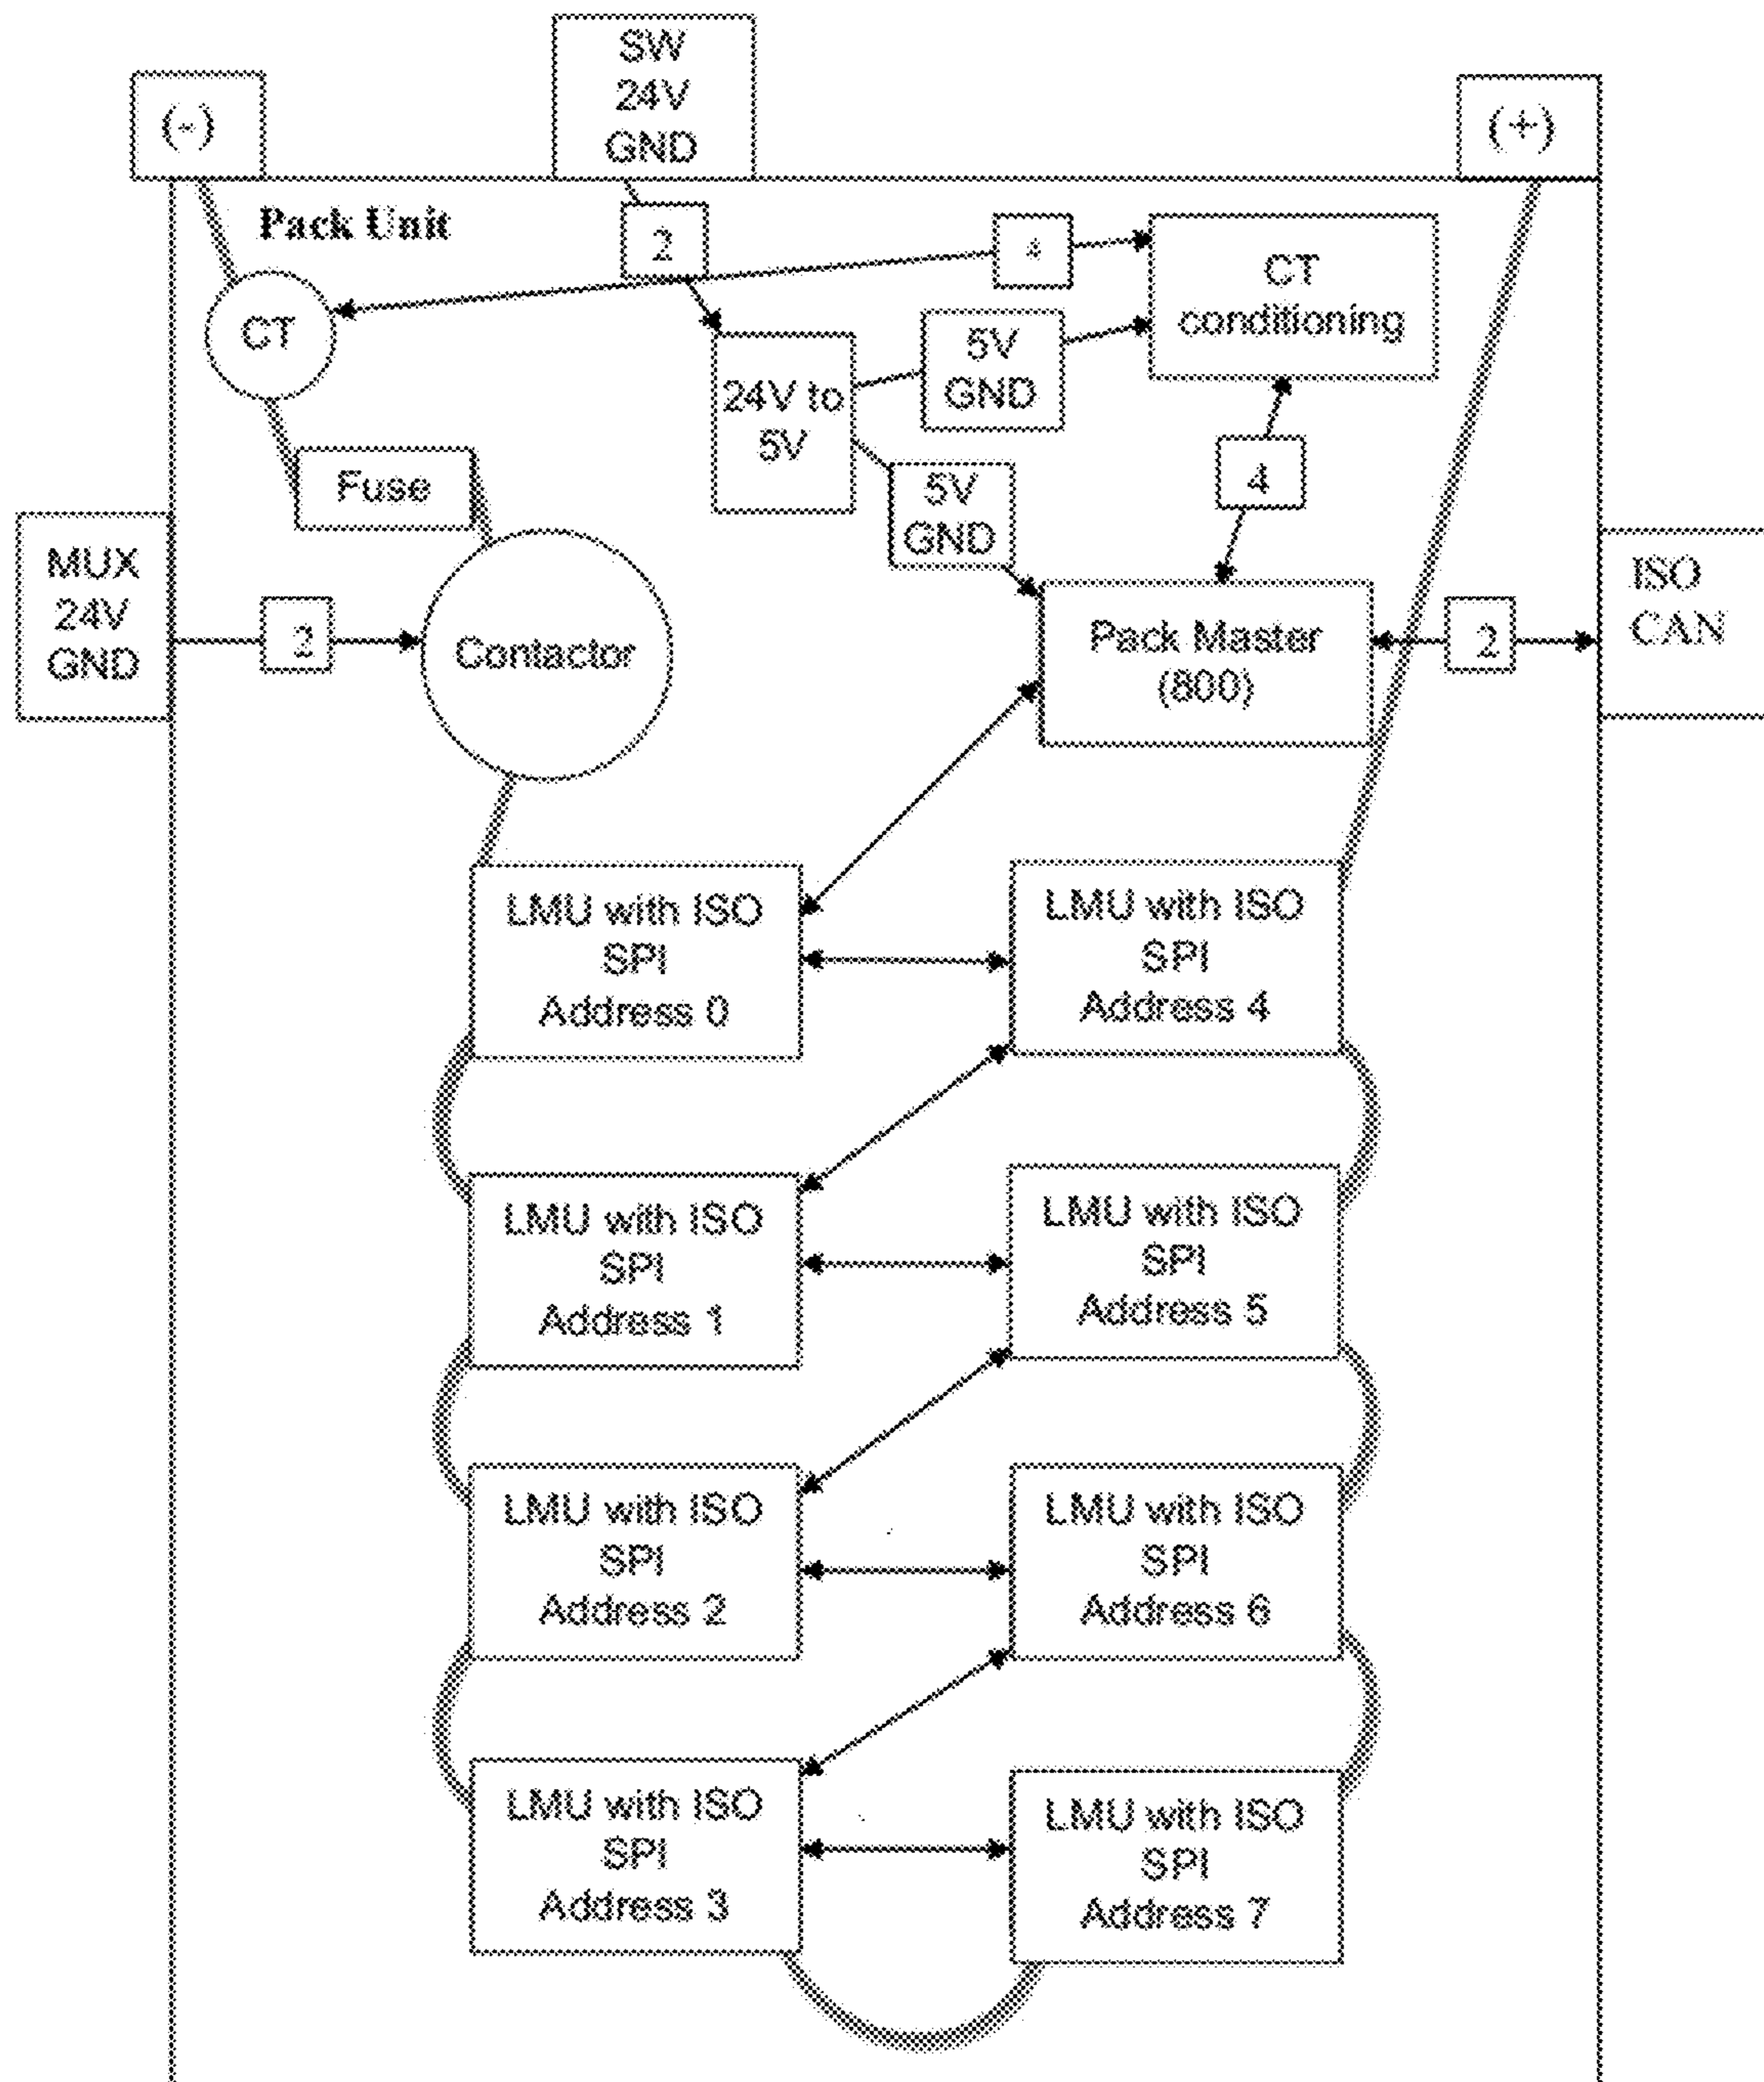 SW
24V
GND
(-)
(+)
Pack Unit
2
4
CT
conditioning
CT
5V
GND
24V to
5V
Fuse
4
5V
GND
MUX
24V
GND
2
Contactor
Pack Master
(800)
2
ISO
CAN
LMU with ISO
SPI
Address 0
LMU with ISO
SPI
Address 4
LMU with ISO
SPI
Address 1
LMU with ISO
SPI
Address 5
LMU with ISO
SPI
Address 2
LMU with ISO
SPI
Address 6
LMU with ISO
SPI
Address 3
LMU with ISO
SPI
Address 7